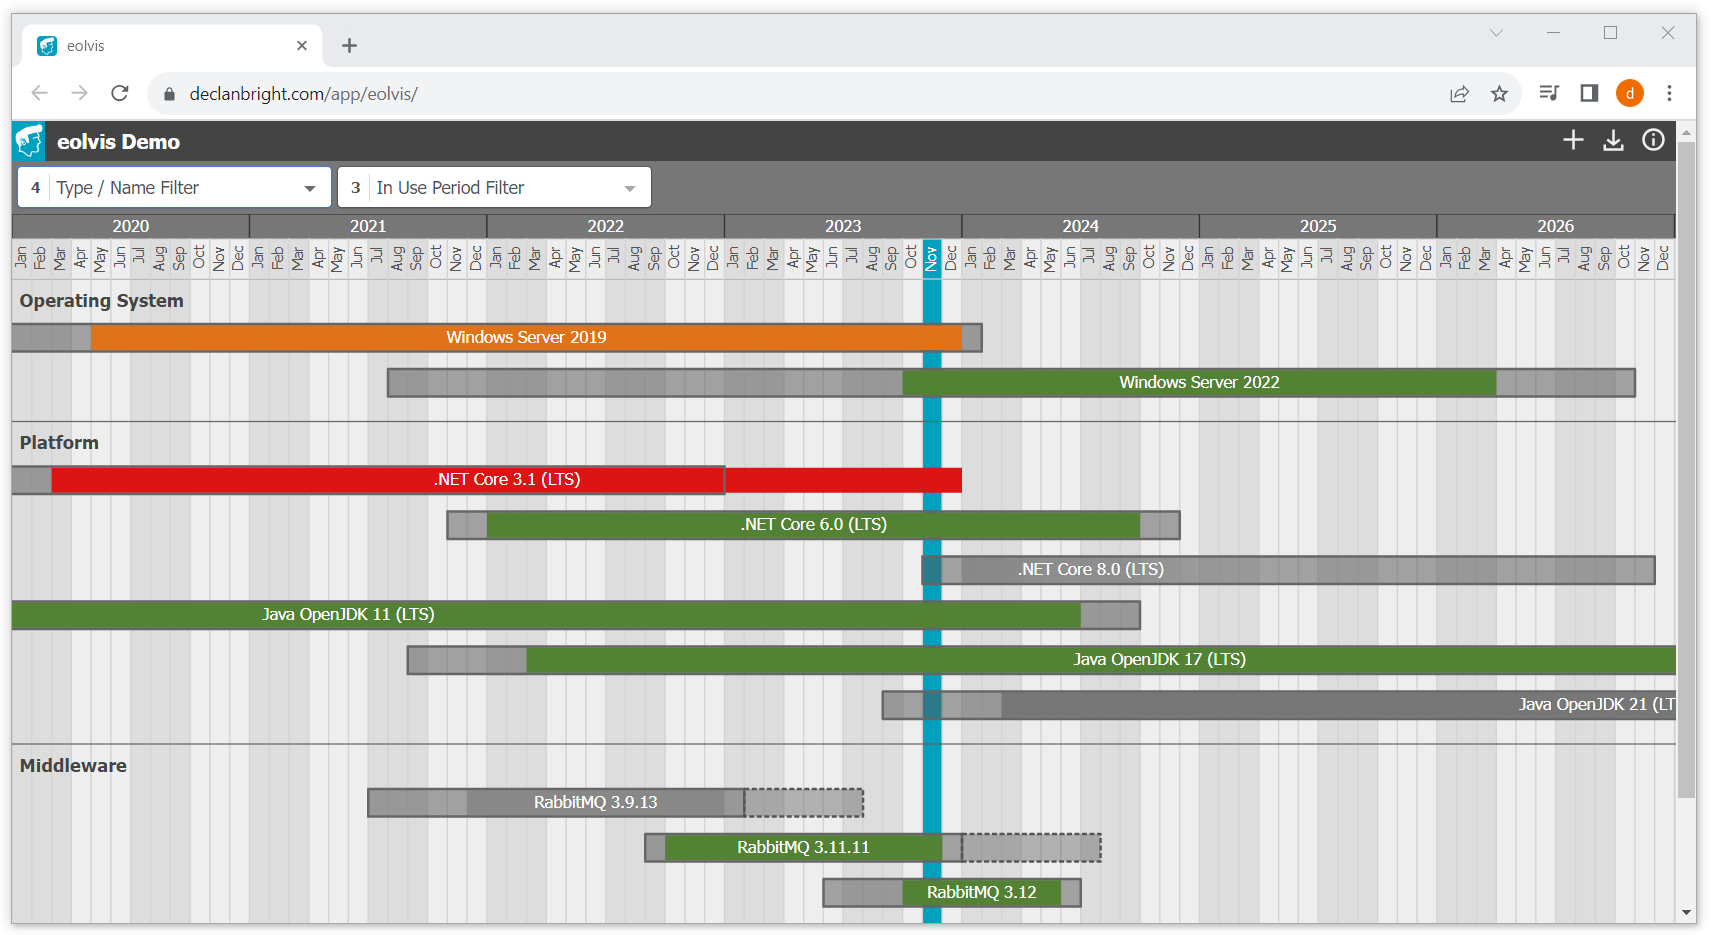 eolvis
declanbright.com/app/eolvis/
d
eolvis Demo
4 Type / Name Filter
3 In Use Period Filter
2020 2021 2022 2023 2024 2025 2026
Jan Feb Mar Apr May Jun Jul Aug Sep Oct Nov Dec Jan Feb Mar Apr May Jun Jul Aug Sep Oct Nov Dec Jan Feb Mar Apr May Jun Jul Aug Sep Oct Nov Dec Jan Feb Mar Apr May Jun Jul Aug Sep Oct Nov Dec Jan Feb Mar Apr May Jun Jul Aug Sep Oct Nov Dec Jan Feb Mar Apr May Jun Jul Aug Sep Oct Nov Dec Jan Feb Mar Apr May Jun Jul Aug Sep Oct Nov Dec
Operating System
Windows Server 2019
Windows Server 2022
Platform
.NET Core 3.1 (LTS)
.NET Core 6.0 (LTS)
.NET Core 8.0 (LTS)
Java OpenJDK 11 (LTS)
Java OpenJDK 17 (LTS)
Java OpenJDK 21 (LT
Middleware
RabbitMQ 3.9.13
RabbitMQ 3.11.11
RabbitMQ 3.12